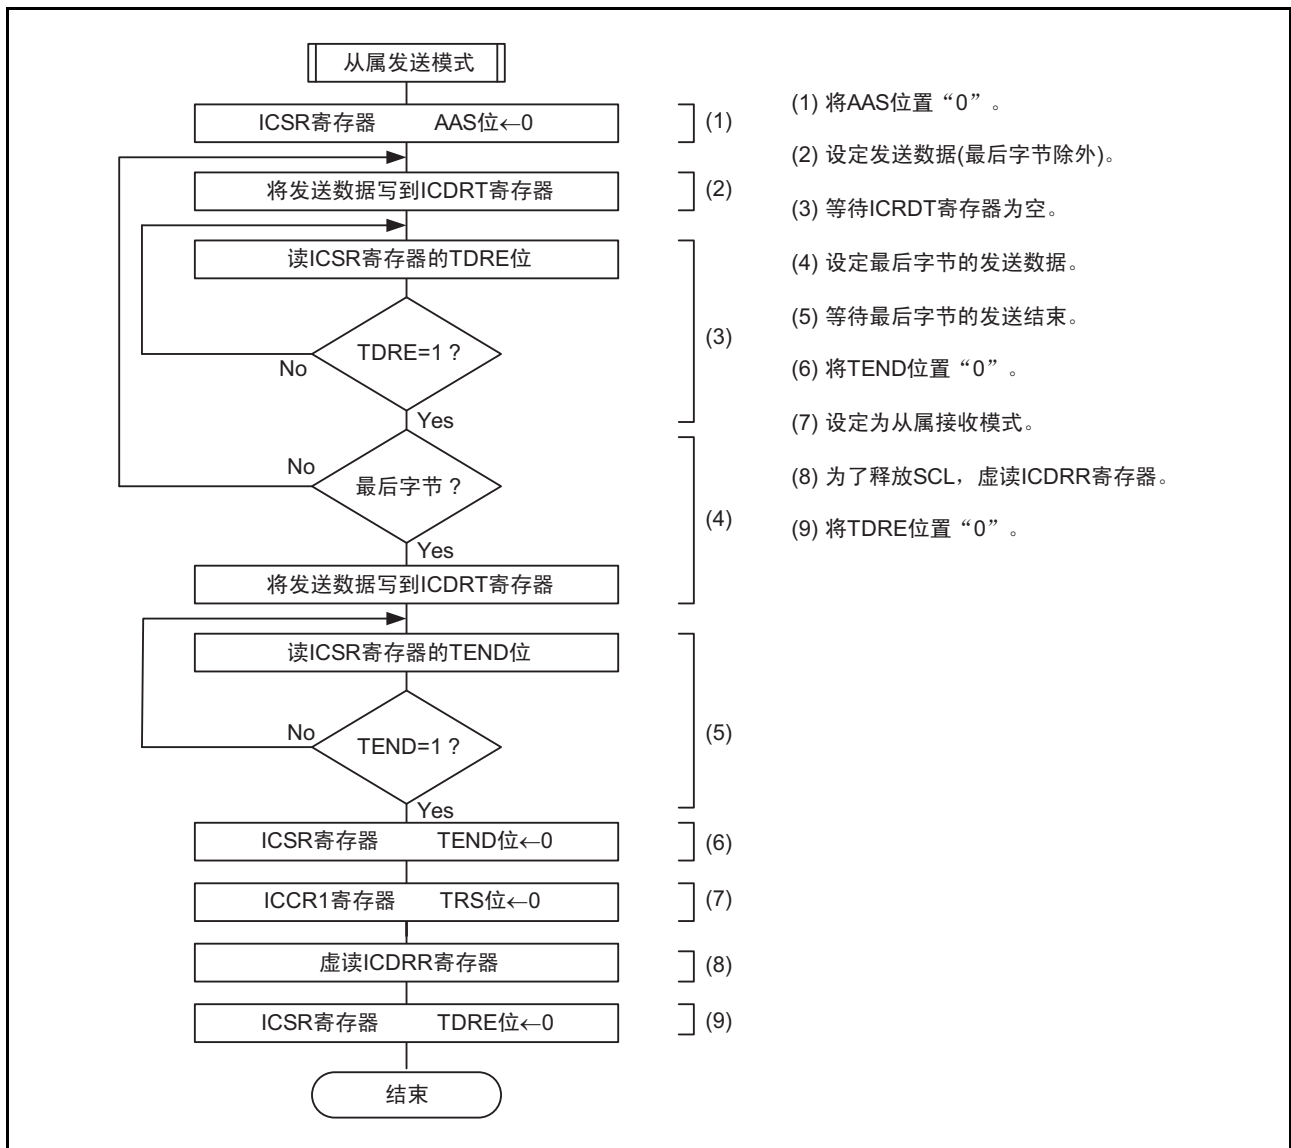 从属发送模式
ICSR寄存器 AAS位←0
(1)
将发送数据写到ICDRT寄存器
(2)
读ICSR寄存器的TDRE位
TDRE=1 ?
No
Yes
(3)
No
最后字节 ?
Yes
将发送数据写到ICDRT寄存器
(4)
读ICSR寄存器的TEND位
No
TEND=1 ?
Yes
(5)
ICSR寄存器 TEND位←0
(6)
ICCR1寄存器 TRS位←0
(7)
虚读ICDRR寄存器
(8)
ICSR寄存器 TDRE位←0
(9)
结束
(1) 将AAS位置“0”。
(2) 设定发送数据(最后字节除外)。
(3) 等待ICRDT寄存器为空。
(4) 设定最后字节的发送数据。
(5) 等待最后字节的发送结束。
(6) 将TEND位置“0”。
(7) 设定为从属接收模式。
(8) 为了释放SCL，虚读ICDRR寄存器。
(9) 将TDRE位置“0”。